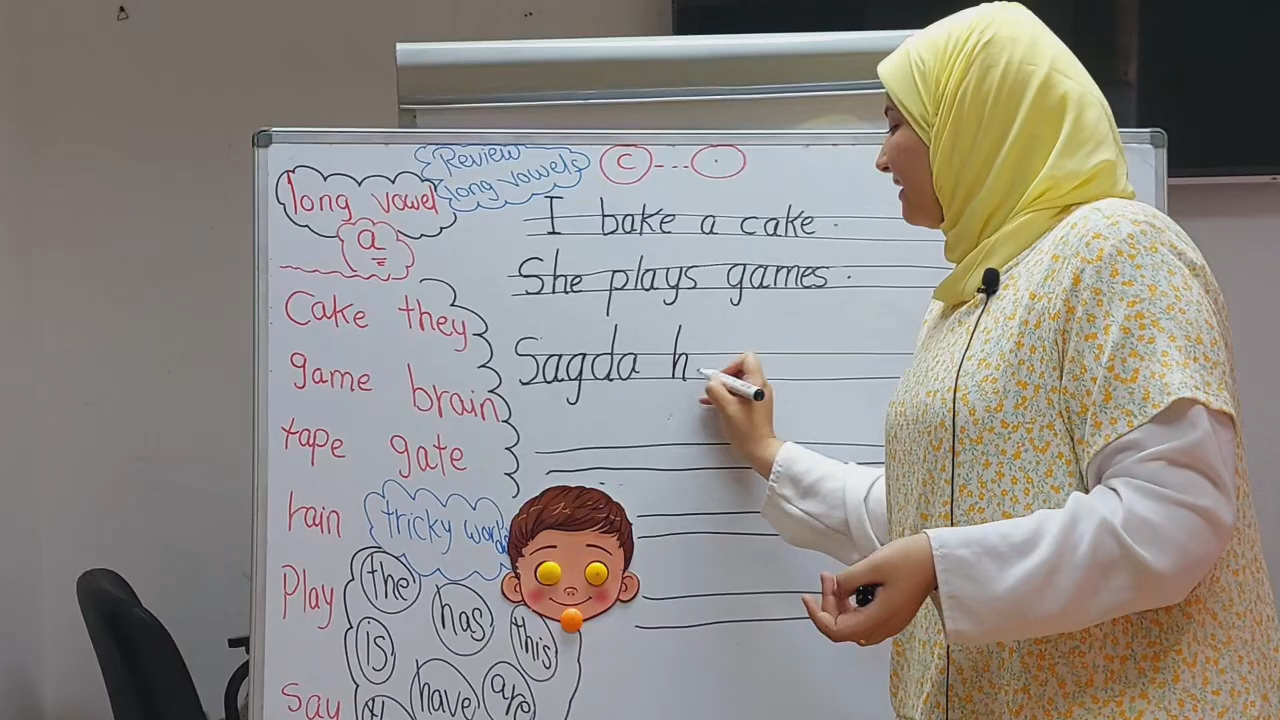 Review
long vowels
C --- .
long vowel
a
I bake a cake .
She plays games .
Sagda h
Cake they
game brain
tape gate
rain
tricky words
Play
the
has
is
this
have
are
say